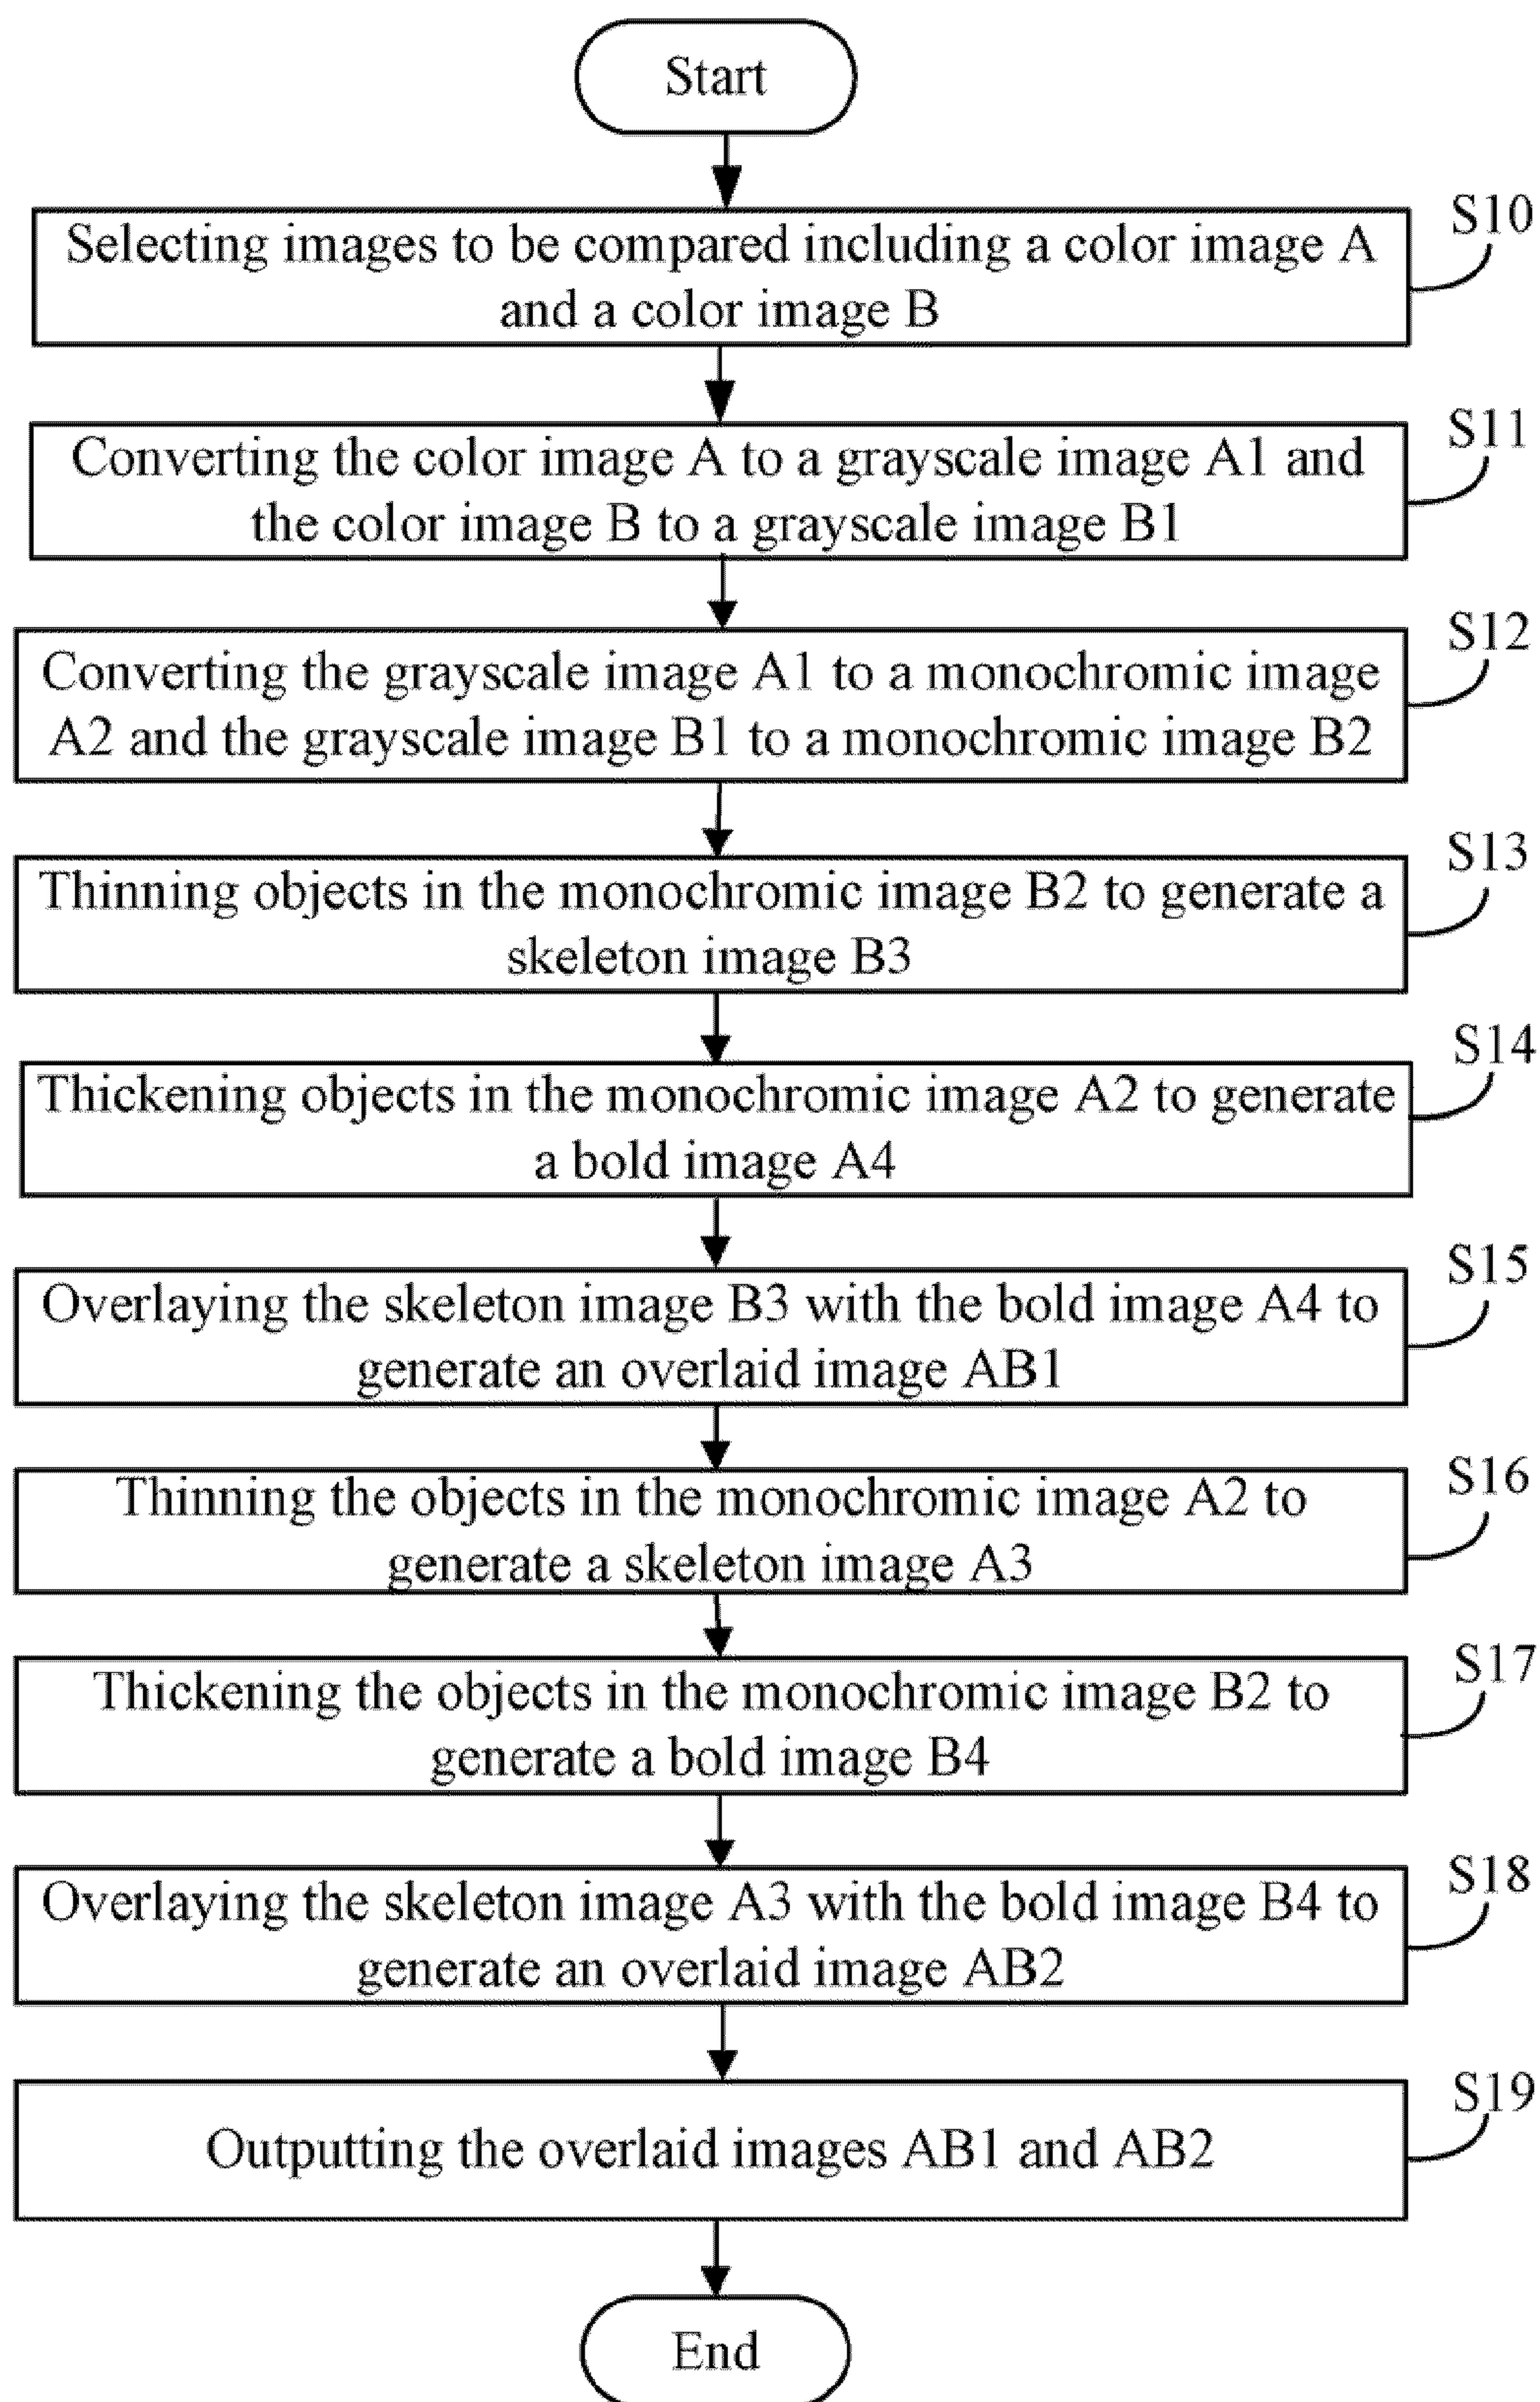 Start
S10
Selecting images to be compared including a color image A
and a color image B
S11
Converting the color image A to a grayscale image A1 and
the color image B to a grayscale image B1
S12
Converting the grayscale image A1 to a monochromic image
A2 and the grayscale image B1 to a monochromic image B2
S13
Thinning objects in the monochromic image B2 to generate a
skeleton image B3
S14
Thickening objects in the monochromic image A2 to generate
a bold image A4
S15
Overlaying the skeleton image B3 with the bold image A4 to
generate an overlaid image AB1
S16
Thinning the objects in the monochromic image A2 to
generate a skeleton image A3
S17
Thickening the objects in the monochromic image B2 to
generate a bold image B4
S18
Overlaying the skeleton image A3 with the bold image B4 to
generate an overlaid image AB2
S19
Outputting the overlaid images AB1 and AB2
End